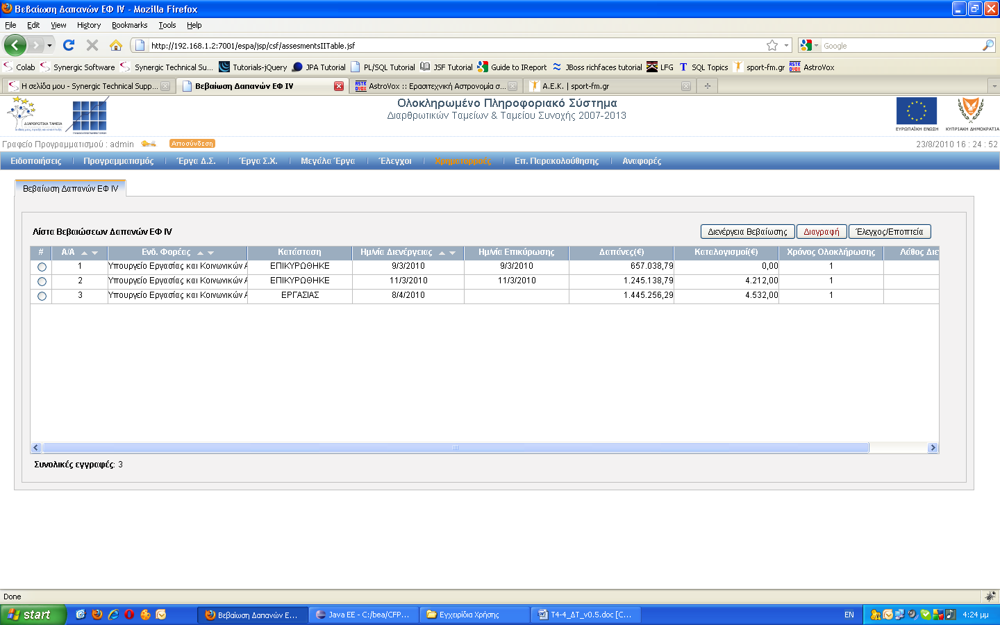 Βεβαίωση Δαπανών ΕΦ IV - Mozilla Firefox
File Edit View History Bookmarks Tools Help
http://192.168.1.2:7001/espa/jsp/csf/assesmentsIITable.jsf
Google
Colab Synergic Software Synergic Technical Su... Tutorials-jQuery JPA Tutorial PL/SQL Tutorial JSF Tutorial Guide to IReport JBoss richfaces tutorial LFG SQL Topics sport-fm.gr AstroVox
Η σελίδα μου - Synergic Technical Supp... Βεβαίωση Δαπανών ΕΦ IV AstroVox :: Ερασιτεχνική Αστρονομία σ... Α.Ε.Κ. | sport-fm.gr
Ολοκληρωμένο Πληροφοριακό Σύστημα
Διαρθρωτικών Ταμείων & Ταμείου Συνοχής 2007-2013
ΔΙΑΡΘΡΩΤΙΚΑ ΤΑΜΕΙΑ
ΕΥΡΩΠΑΪΚΗ ΕΝΩΣΗ ΚΥΠΡΙΑΚΗ ΔΗΜΟΚΡΑΤΙΑ
Γραφείο Προγραμματισμού : admin Αποσύνδεση 23/8/2010 16 : 24 : 52
Ειδοποιήσεις Προγραμματισμός Έργα Δ.Σ. Έργα Σ.Χ. Μεγάλα Έργα Έλεγχοι Χρηματορροές Επ. Παρακολούθησης Αναφορές
Βεβαίωση Δαπανών ΕΦ IV
Λίστα Βεβαιώσεων Δαπανών ΕΦ IV Διενέργεια Βεβαίωσης Διαγραφή Έλεγχος/Εποπτεία
# Α/Α Ενδ. Φορέας Κατάσταση Ημ/νία Διενέργειας Ημ/νία Επικύρωσης Δαπάνες(€) Καταλογισμοί(€) Χρόνος Ολοκλήρωσης Λάθος Διε
1 Υπουργείο Εργασίας και Κοινωνικών Α ΕΠΙΚΥΡΩΘΗΚΕ 9/3/2010 9/3/2010 657.038,79 0,00 1
2 Υπουργείο Εργασίας και Κοινωνικών Α ΕΠΙΚΥΡΩΘΗΚΕ 11/3/2010 11/3/2010 1.245.138,79 4.212,00 1
3 Υπουργείο Εργασίας και Κοινωνικών Α ΕΡΓΑΣΙΑΣ 8/4/2010 1.445.256,29 4.532,00 1
Συνολικές εγγραφές: 3
Done
start Βεβαίωση Δαπανών Ε... Java EE - C:/bea/CFP... Εγχειρίδια Χρήσης T4-4_ΔΤ_v0.5.doc [C... EN 4:24 μμ